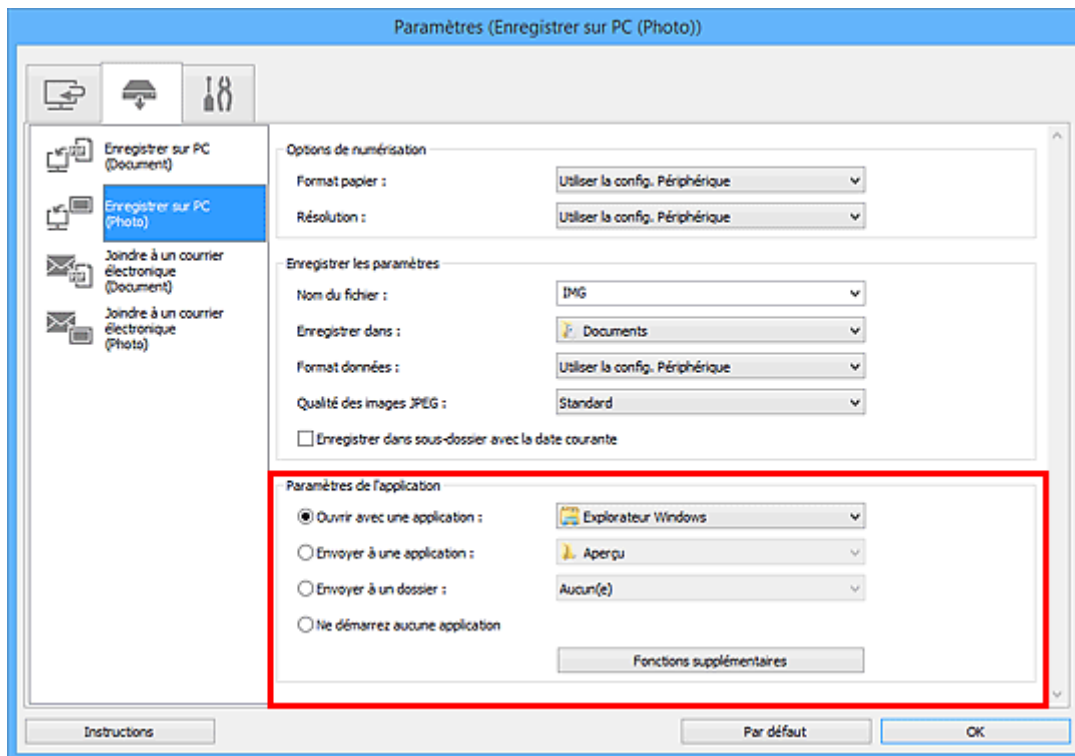 Paramètres (Enregistrer sur PC (Photo))
Enregistrer sur PC
(Document)
Enregistrer sur PC
(Photo)
Joindre à un courrier
électronique
(Document)
Joindre à un courrier
électronique
(Photo)
Options de numérisation
Format papier : Utiliser la config. Périphérique
Résolution : Utiliser la config. Périphérique
Enregistrer les paramètres
Nom du fichier : IMG
Enregistrer dans : Documents
Format données : Utiliser la config. Périphérique
Qualité des images JPEG : Standard
Enregistrer dans sous-dossier avec la date courante
Paramètres de l'application
Ouvrir avec une application : Explorateur Windows
Envoyer à une application : Aperçu
Envoyer à un dossier : Aucun(e)
Ne démarrez aucune application
Fonctions supplémentaires
Instructions Par défaut OK